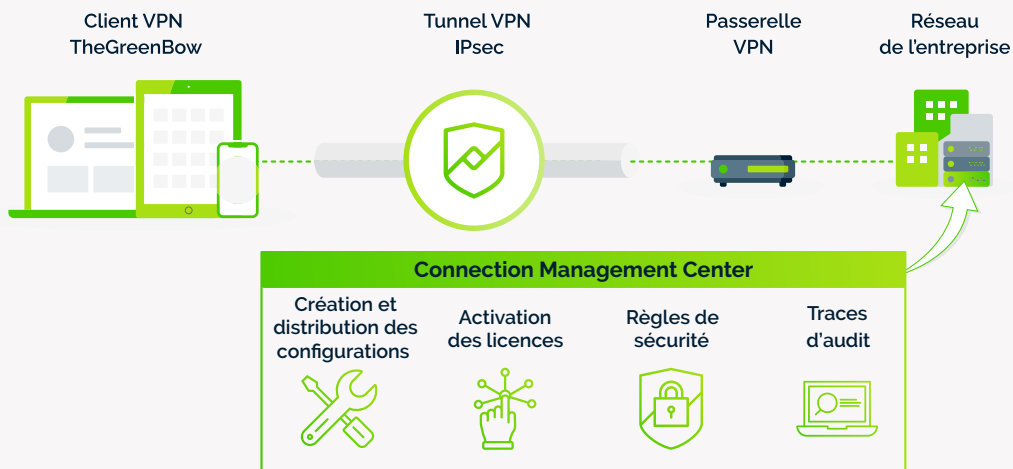 Client VPN
TheGreenBow
Tunnel VPN
IPsec
Passerelle
VPN
Réseau
de l’entreprise
Connection Management Center
Création et
distribution des
configurations
Activation
des licences
Règles de
sécurité
Traces
d’audit